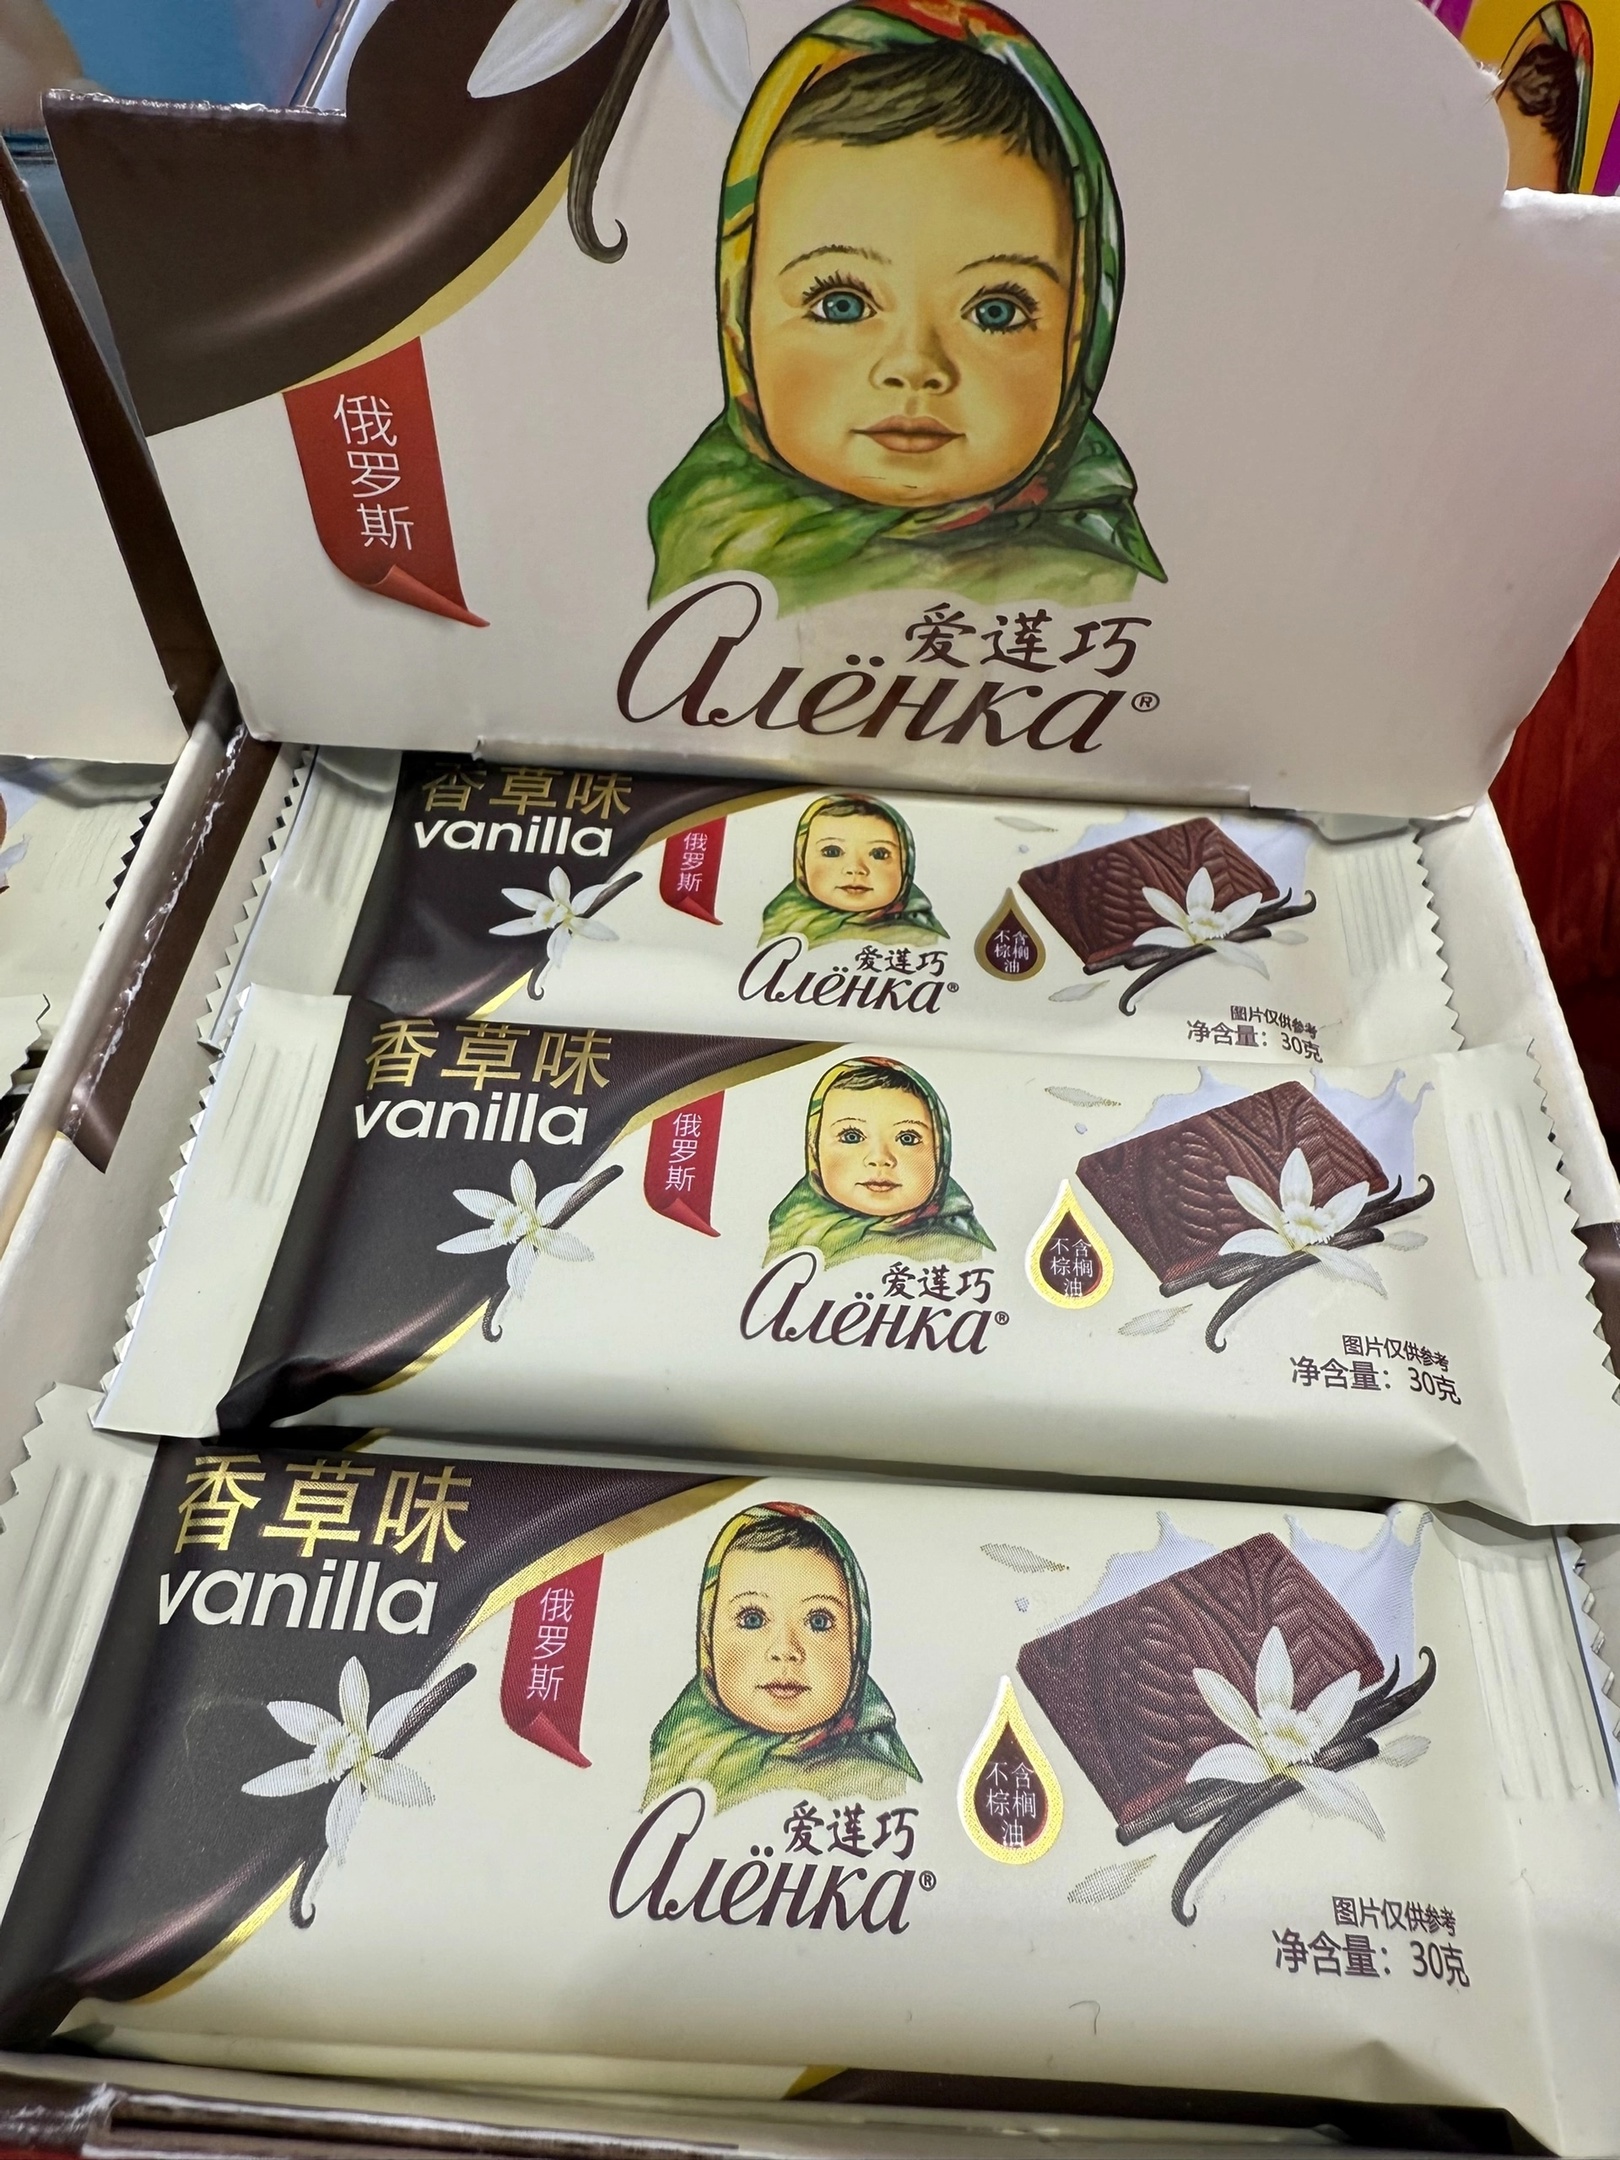 俄罗斯
爱莲巧
Алёнка®
香草味
vanilla
俄罗斯
爱莲巧
Алёнка®
不含
棕榈
油
图片仅供参考
净含量：30克
香草味
vanilla
俄罗斯
爱莲巧
Алёнка®
不含
棕榈
油
图片仅供参考
净含量：30克
香草味
vanilla
俄罗斯
爱莲巧
Алёнка®
不含
棕榈
油
图片仅供参考
净含量：30克